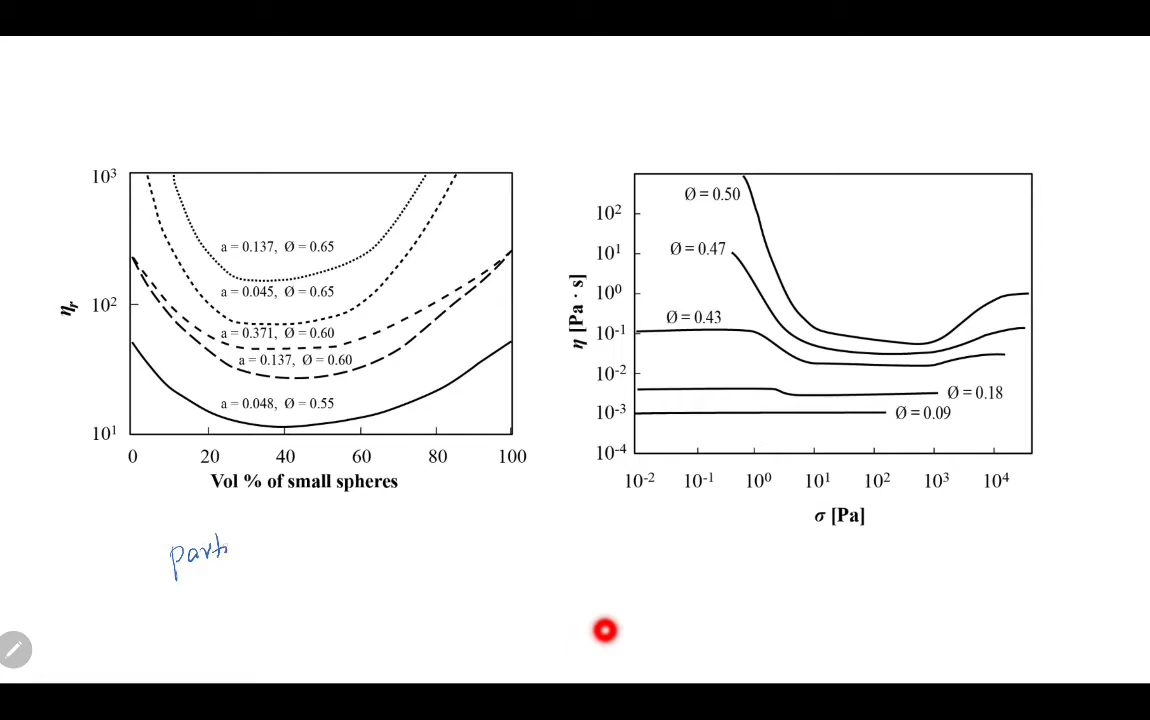 10³
10²
10¹
ηr
a = 0.137, Ø = 0.65
a = 0.045, Ø = 0.65
a = 0.371, Ø = 0.60
a = 0.137, Ø = 0.60
a = 0.048, Ø = 0.55
0 20 40 60 80 100
Vol % of small spheres
10²
10¹
10⁰
10⁻¹
10⁻²
10⁻³
10⁻⁴
η [Pa · s]
Ø = 0.50
Ø = 0.47
Ø = 0.43
Ø = 0.18
Ø = 0.09
10⁻² 10⁻¹ 10⁰ 10¹ 10² 10³ 10⁴
σ [Pa]
part